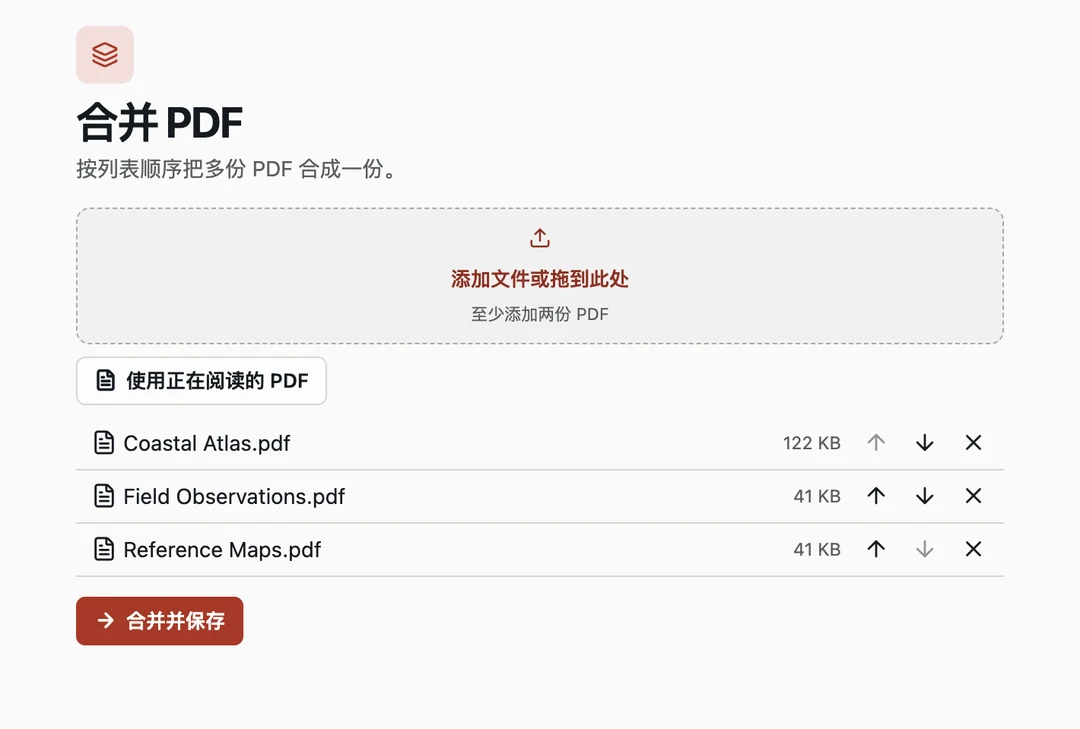 合并 PDF
按列表顺序把多份 PDF 合成一份。
添加文件或拖到此处
至少添加两份 PDF
使用正在阅读的 PDF
Coastal Atlas.pdf 122 KB
Field Observations.pdf 41 KB
Reference Maps.pdf 41 KB
合并并保存